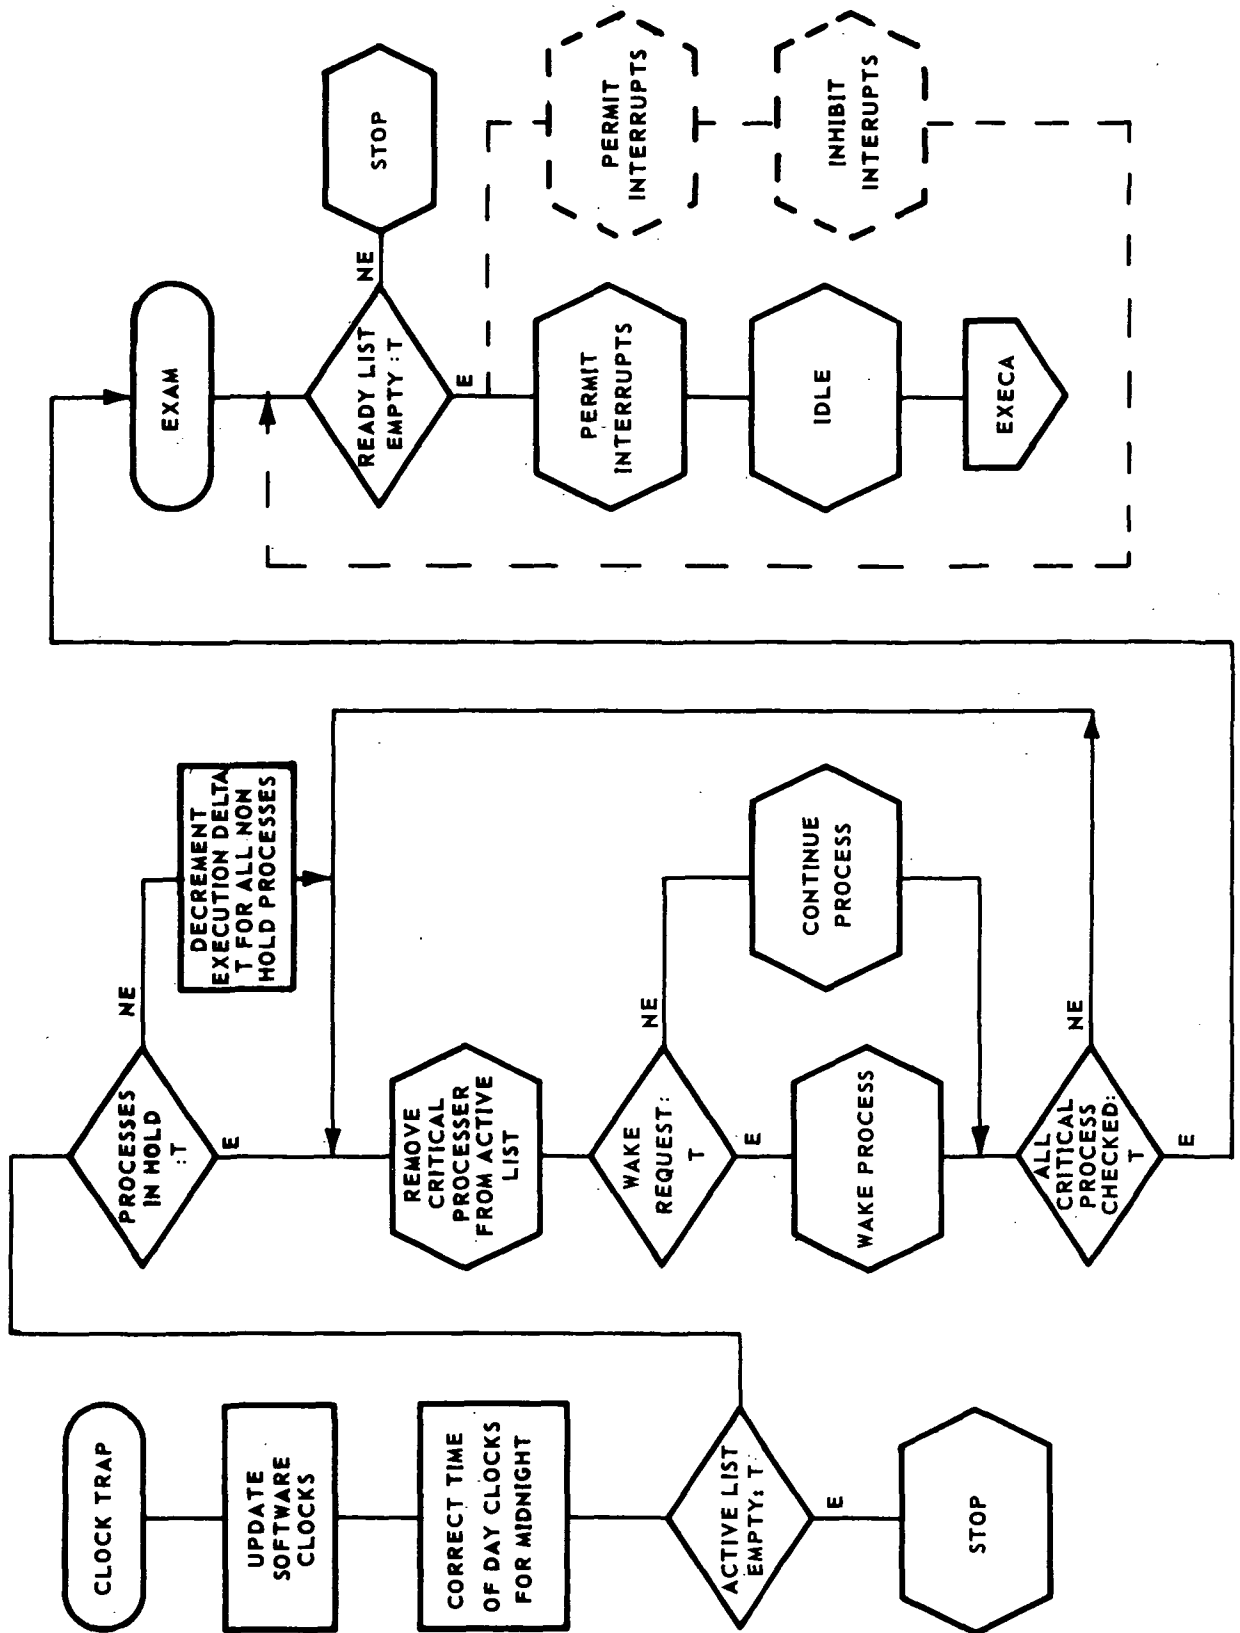 CLOCK TRAP
UPDATE
SOFTWARE
CLOCKS
CORRECT TIME
OF DAY CLOCKS
FOR MIDNIGHT
ACTIVE LIST
EMPTY: T
E
STOP
PROCESSES
IN HOLD
:T
NE
E
DECREMENT
EXECUTION DELTA
T FOR ALL NON
HOLD PROCESSES
REMOVE
CRITICAL
PROCESSER
FROM ACTIVE
LIST
WAKE
REQUEST:
T
NE
E
CONTINUE
PROCESS
WAKE PROCESS
ALL
CRITICAL
PROCESS
CHECKED:
T
NE
E
EXAM
READY LIST
EMPTY :T
NE
E
STOP
PERMIT
INTERRUPTS
PERMIT
INTERRUPTS
IDLE
INHIBIT
INTERUPTS
EXECA